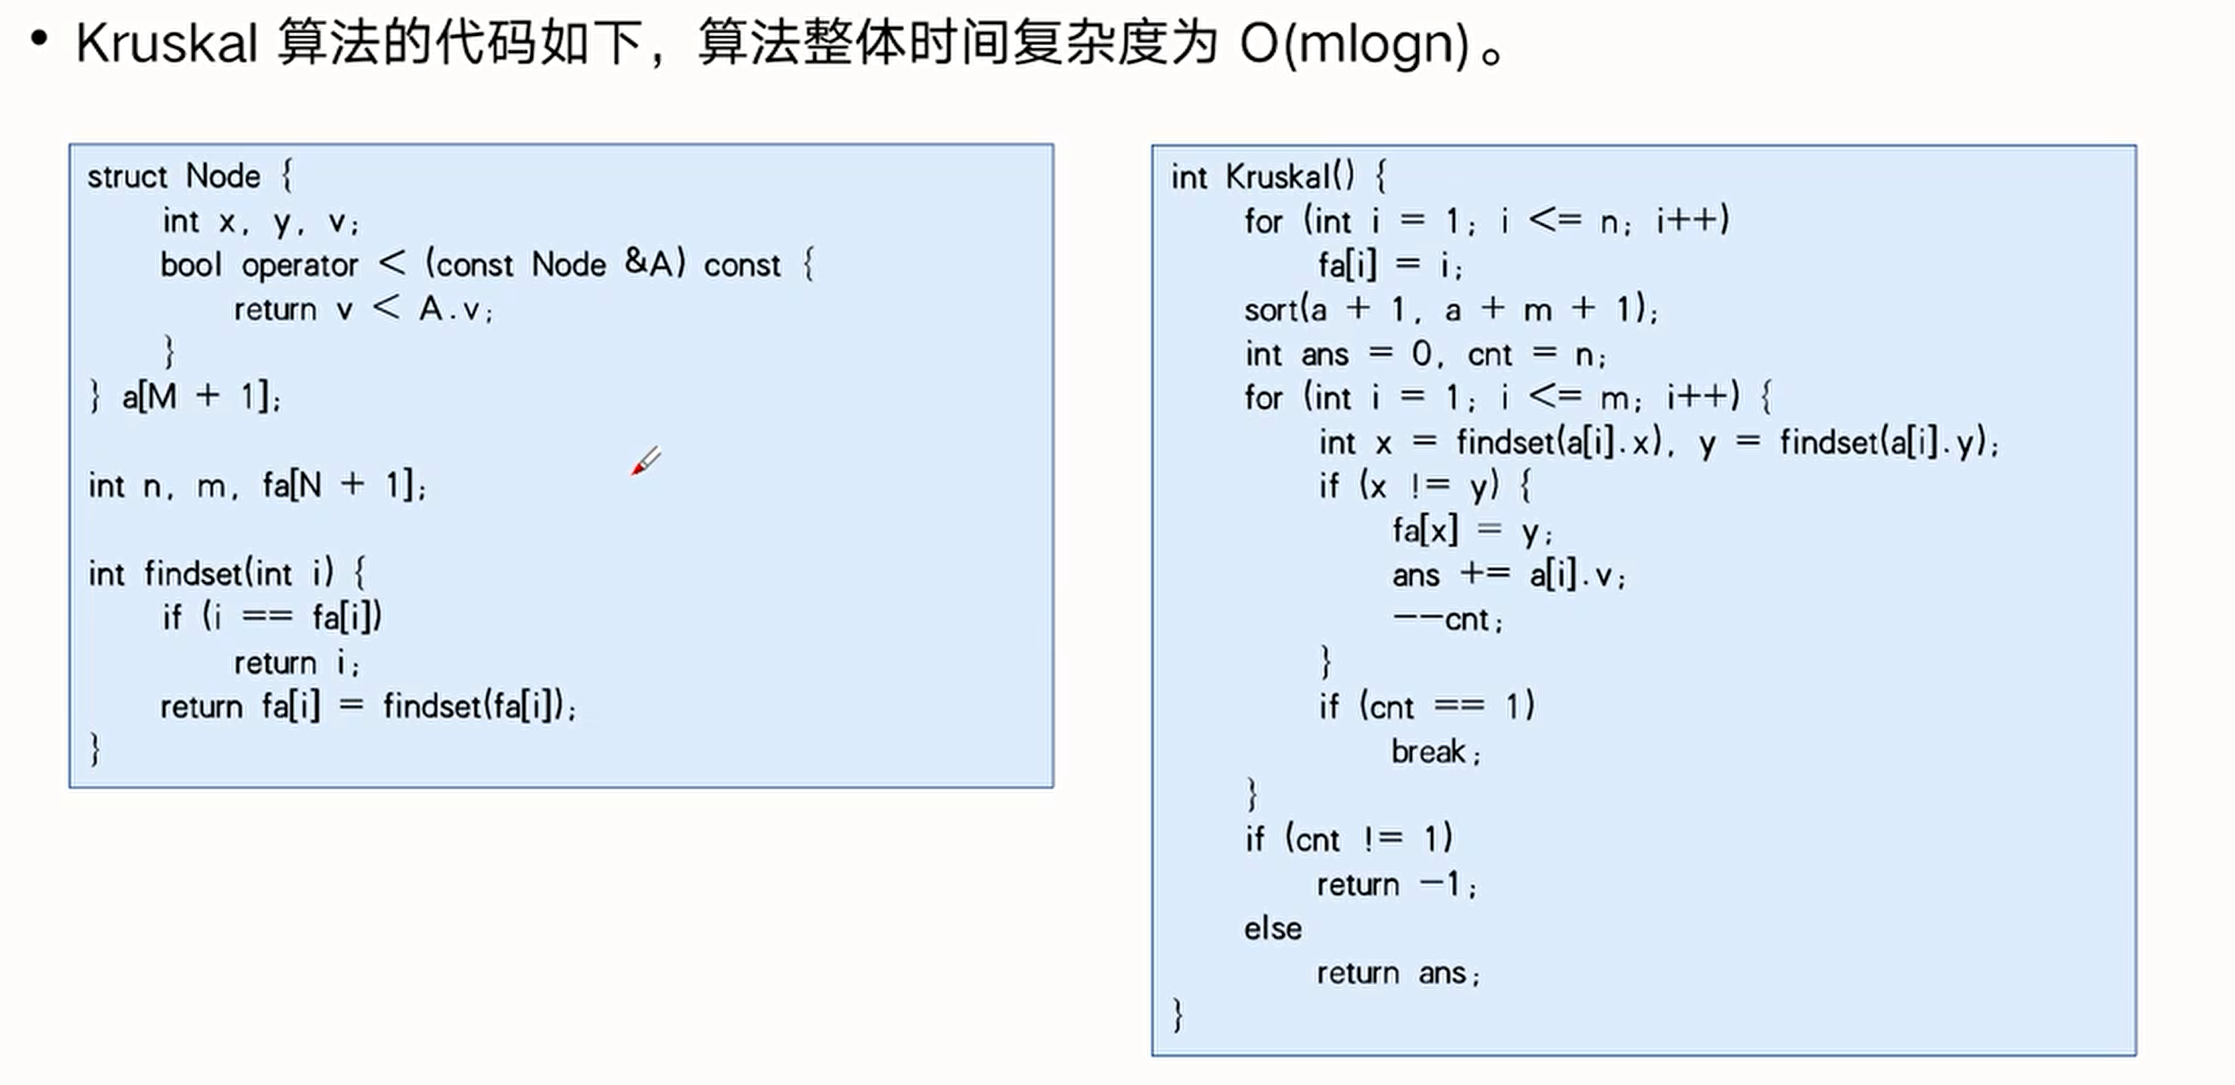 • Kruskal 算法的代码如下，算法整体时间复杂度为 O(mlogn)。
struct Node {
    int x, y, v;
    bool operator < (const Node &A) const {
        return v < A.v;
    }
} a[M + 1];

int n, m, fa[N + 1];

int findset(int i) {
    if (i == fa[i])
        return i;
    return fa[i] = findset(fa[i]);
}
int Kruskal() {
    for (int i = 1; i <= n; i++)
        fa[i] = i;
    sort(a + 1, a + m + 1);
    int ans = 0, cnt = n;
    for (int i = 1; i <= m; i++) {
        int x = findset(a[i].x), y = findset(a[i].y);
        if (x != y) {
            fa[x] = y;
            ans += a[i].v;
            --cnt;
        }
        if (cnt == 1)
            break;
    }
    if (cnt != 1)
        return -1;
    else
        return ans;
}